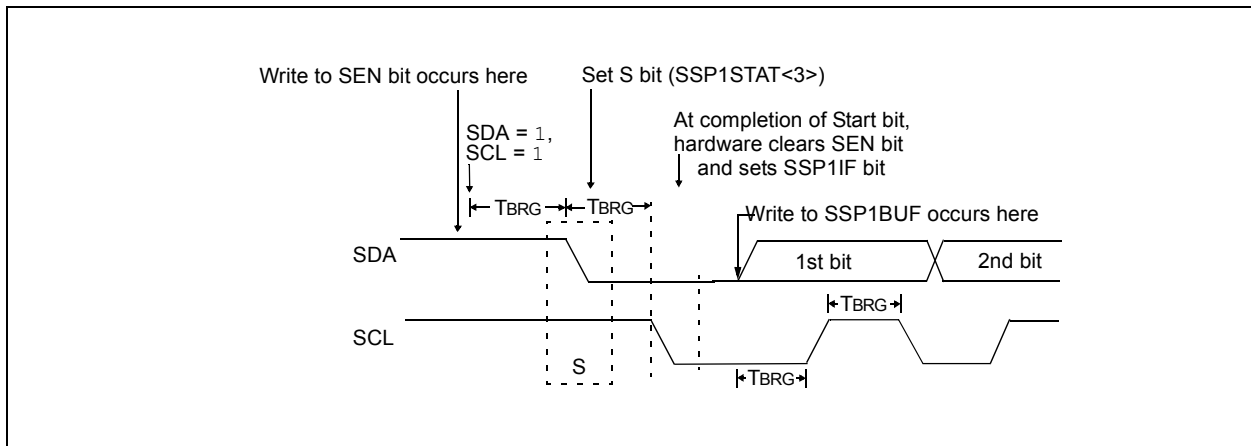 Write to SEN bit occurs here
Set S bit (SSP1STAT<3>)
At completion of Start bit,
hardware clears SEN bit
and sets SSP1IF bit
SDA = 1,
SCL = 1
TBRG
TBRG
Write to SSP1BUF occurs here
SDA
1st bit
2nd bit
TBRG
SCL
S
TBRG